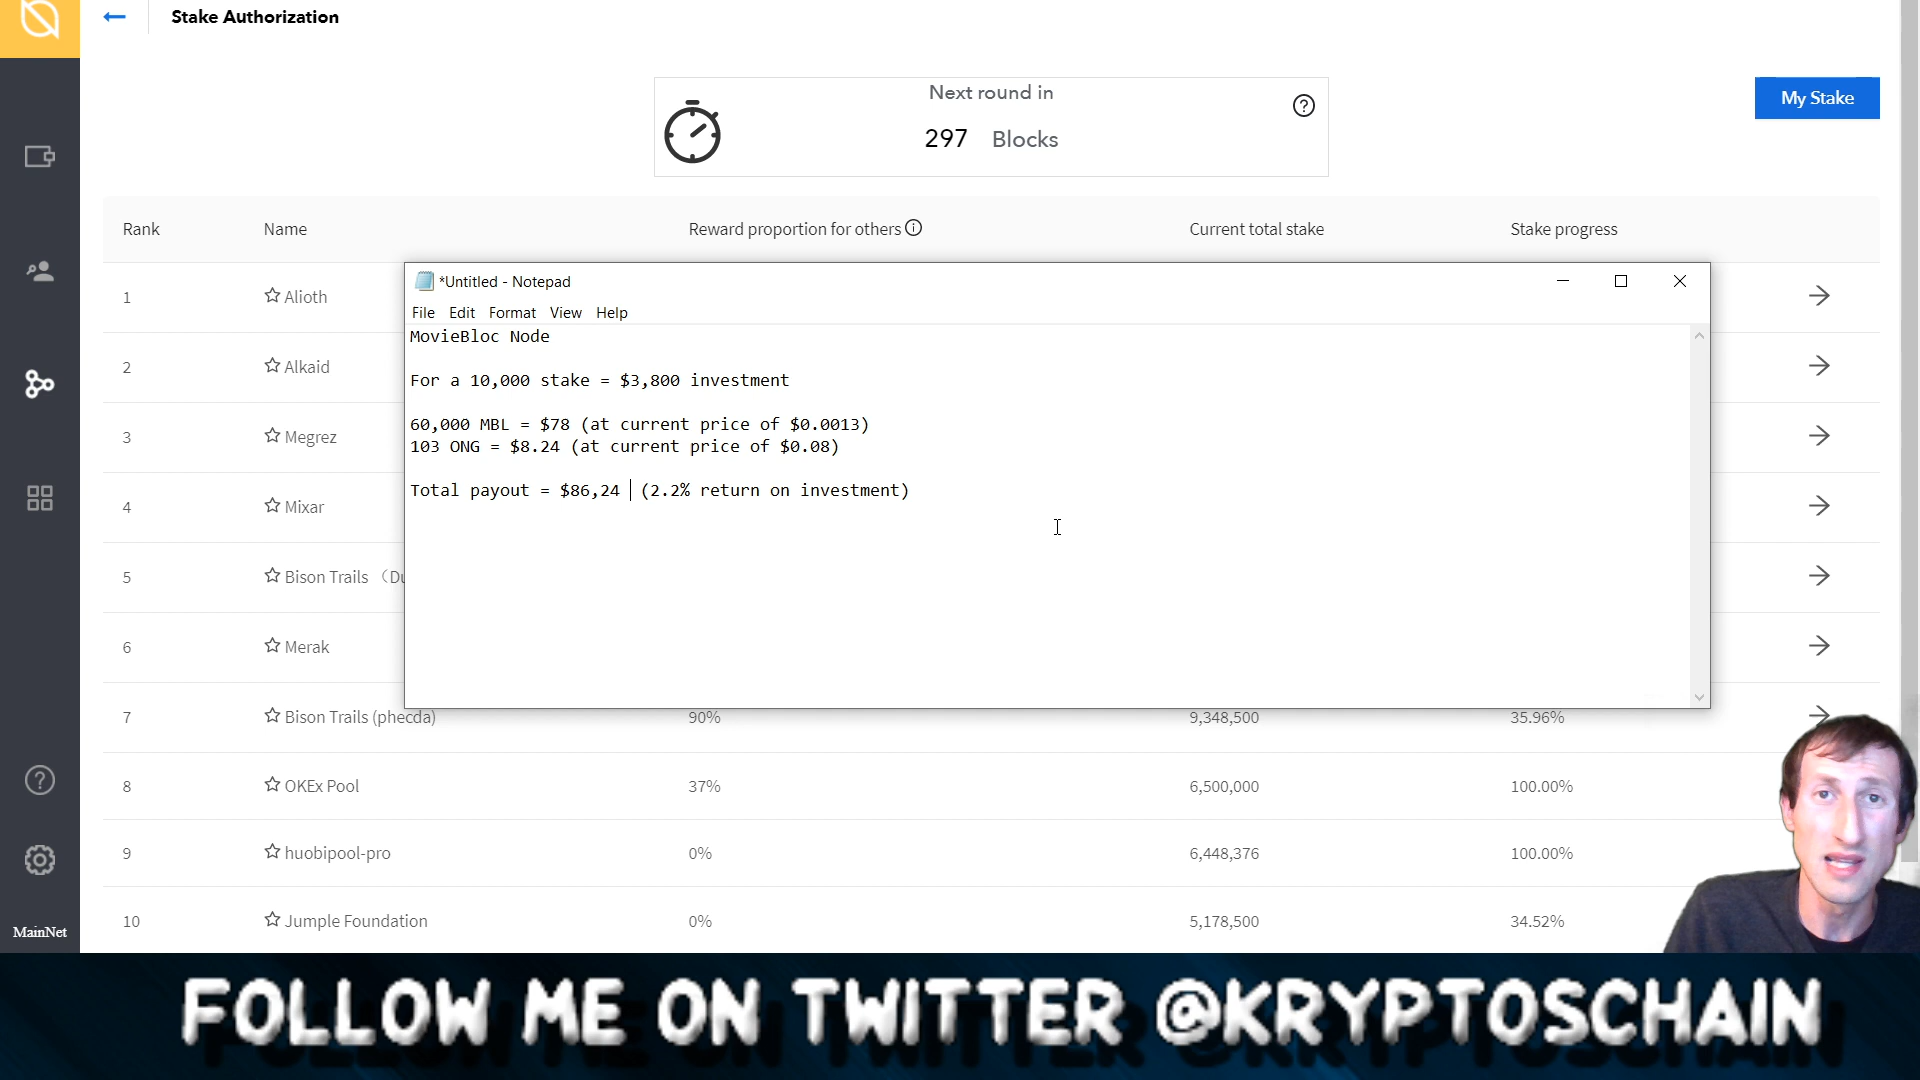 Stake Authorization
Next round in
297 Blocks
My Stake
Rank Name Reward proportion for others Current total stake Stake progress
*Untitled - Notepad
File Edit Format View Help
MovieBloc Node
For a 10,000 stake = $3,800 investment
60,000 MBL = $78 (at current price of $0.0013)
103 ONG = $8.24 (at current price of $0.08)
Total payout = $86,24 (2.2% return on investment)
1 Alioth
2 Alkaid
3 Megrez
4 Mixar
5 Bison Trails (Du
6 Merak
7 Bison Trails (phecda) 90% 9,348,500 35.96%
8 OKEx Pool 37% 6,500,000 100.00%
9 huobipool-pro 0% 6,448,376 100.00%
10 Jumple Foundation 0% 5,178,500 34.52%
MainNet
FOLLOW ME ON TWITTER @KRYPTOSCHAIN